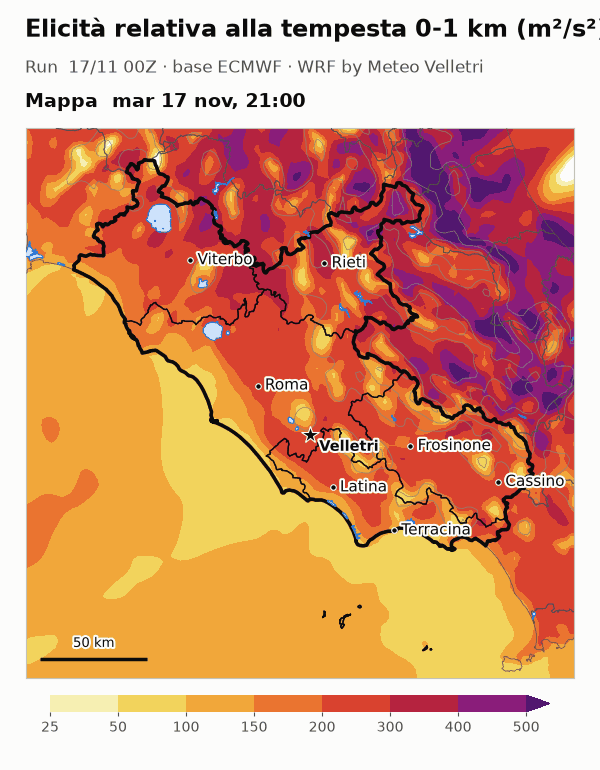 Elicità relativa alla tempesta 0-1 km (m²/s²)
Run 17/11 00Z · base ECMWF · WRF by Meteo Velletri
Mappa mar 17 nov, 21:00
Viterbo
Rieti
Roma
Velletri
Frosinone
Latina
Cassino
Terracina
50 km
25 50 100 150 200 300 400 500